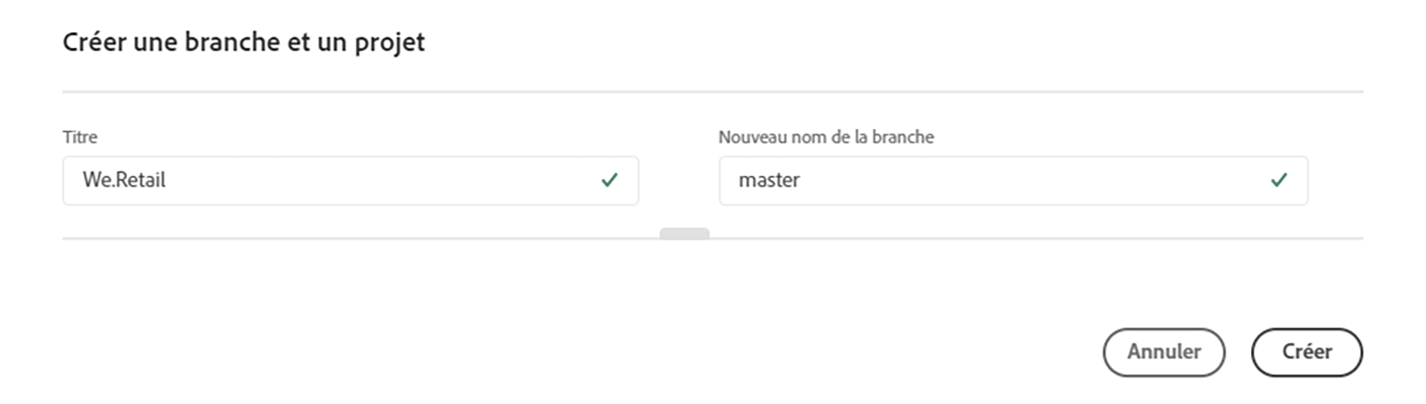 Créer une branche et un projet
Titre
Nouveau nom de la branche
We.Retail
master
Annuler
Créer